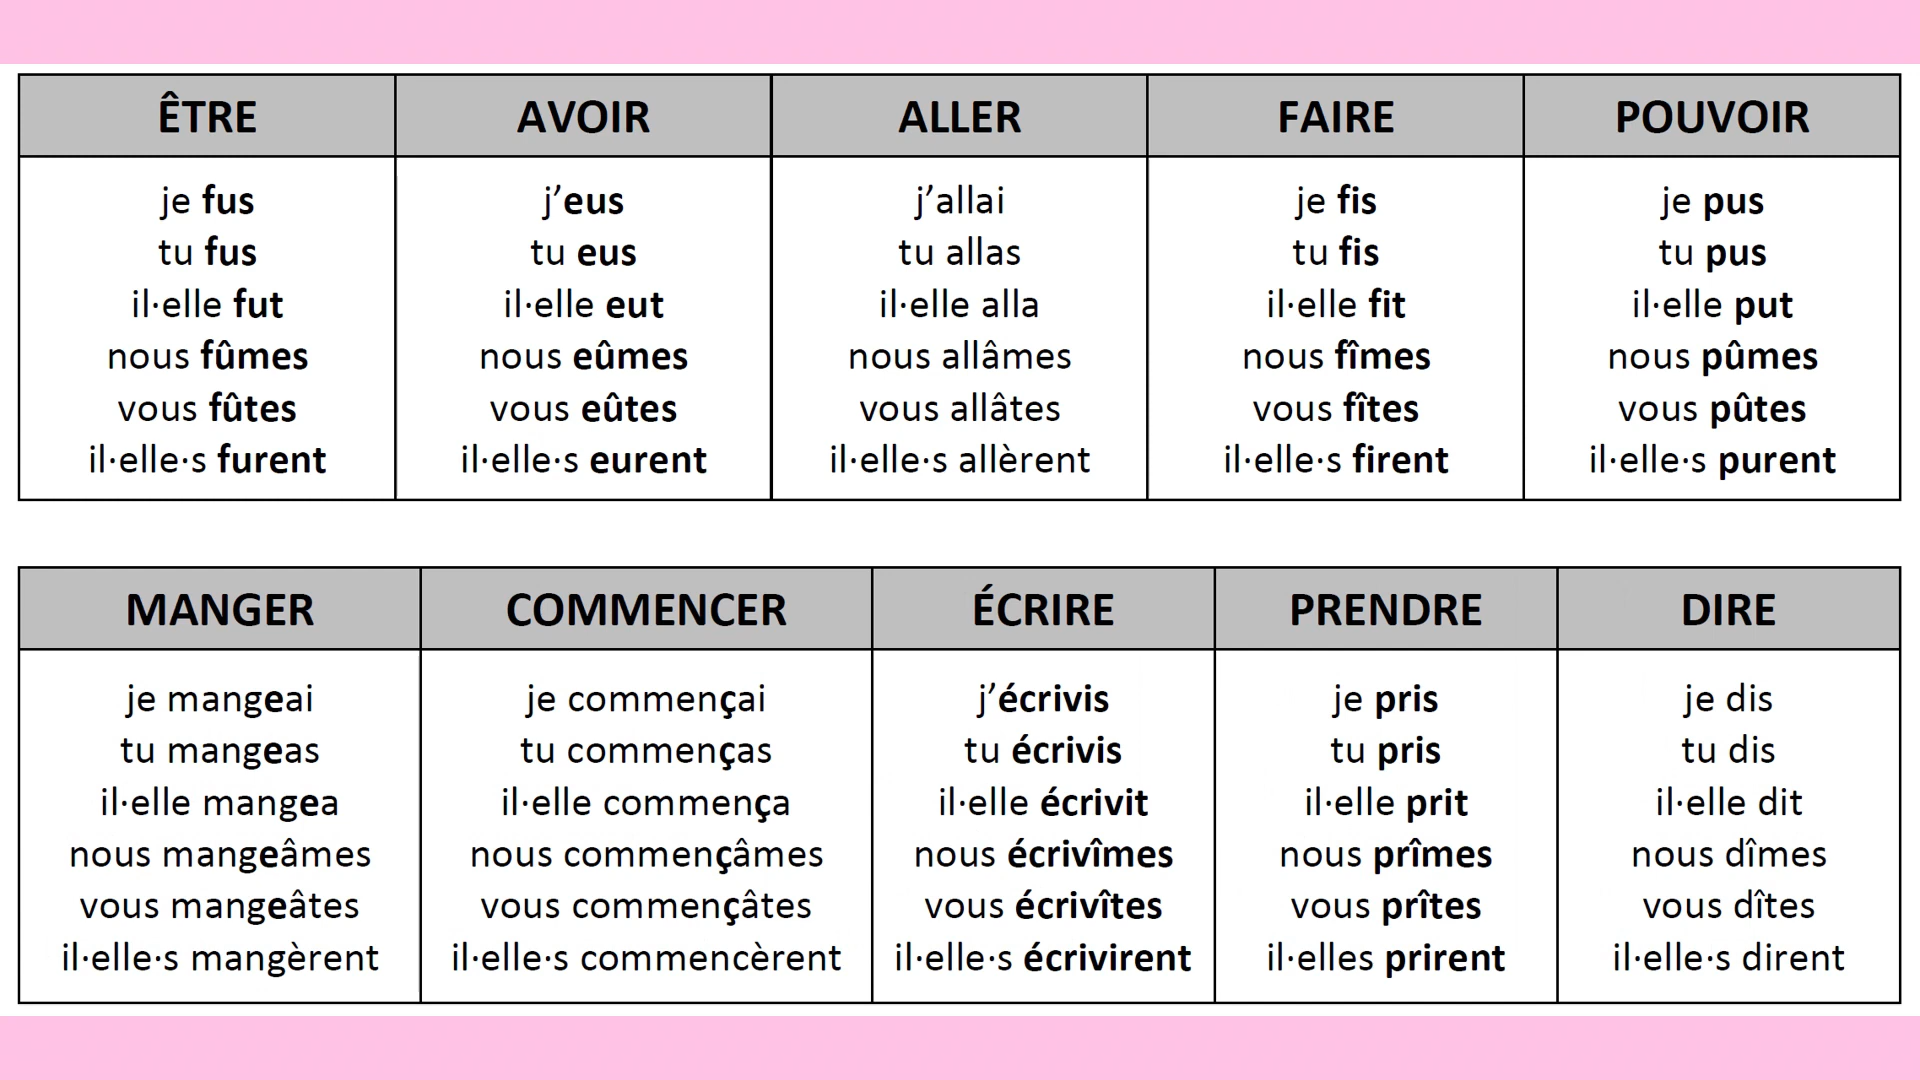 ÊTRE
je fus
tu fus
il·elle fut
nous fûmes
vous fûtes
il·elle·s furent
AVOIR
j’eus
tu eus
il·elle eut
nous eûmes
vous eûtes
il·elle·s eurent
ALLER
j’allai
tu allas
il·elle alla
nous allâmes
vous allâtes
il·elle·s allèrent
FAIRE
je fis
tu fis
il·elle fit
nous fîmes
vous fîtes
il·elle·s firent
POUVOIR
je pus
tu pus
il·elle put
nous pûmes
vous pûtes
il·elle·s purent
MANGER
je mangeai
tu mangeas
il·elle mangea
nous mangeâmes
vous mangeâtes
il·elle·s mangèrent
COMMENCER
je commençai
tu commenças
il·elle commença
nous commençâmes
vous commençâtes
il·elle·s commencèrent
ÉCRIRE
j’écrivis
tu écrivis
il·elle écrivit
nous écrivîmes
vous écrivîtes
il·elle·s écrivirent
PRENDRE
je pris
tu pris
il·elle prit
nous prîmes
vous prîtes
il·elles prirent
DIRE
je dis
tu dis
il·elle dit
nous dîmes
vous dîtes
il·elle·s dirent